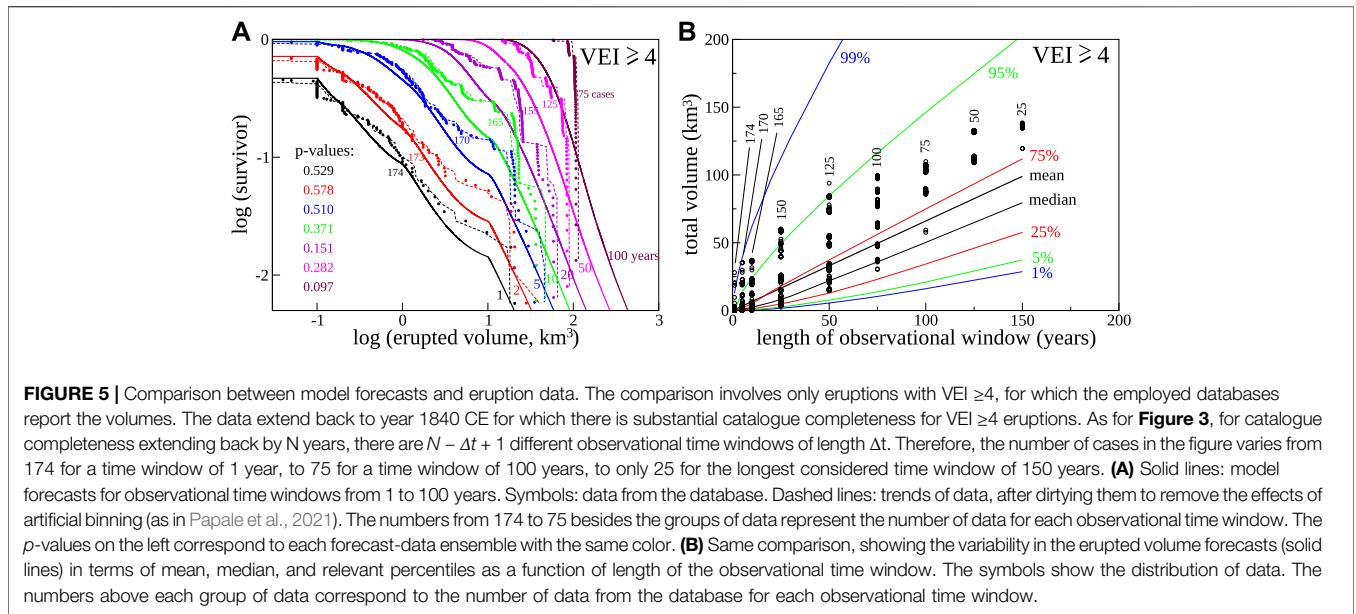 A
VEI ⩾ 4
0
-1
-2
log (survivor)
p-values:
0.529
0.578
0.510
0.371
0.151
0.282
0.097
174
173
170
165
155
125
75 cases
1
2
5
10
20
50
100 years
-1
0
1
2
3
log (erupted volume, km³)
B
VEI ⩾ 4
200
150
100
50
0
total volume (km³)
174
170
165
150
125
100
75
50
25
99%
95%
75%
mean
median
25%
5%
1%
0
50
100
150
200
length of observational window (years)
FIGURE 5 | Comparison between model forecasts and eruption data. The comparison involves only eruptions with VEI ≥4, for which the employed databases
report the volumes. The data extend back to year 1840 CE for which there is substantial catalogue completeness for VEI ≥4 eruptions. As for Figure 3, for catalogue
completeness extending back by N years, there are N – Δt + 1 different observational time windows of length Δt. Therefore, the number of cases in the figure varies from
174 for a time window of 1 year, to 75 for a time window of 100 years, to only 25 for the longest considered time window of 150 years. (A) Solid lines: model
forecasts for observational time windows from 1 to 100 years. Symbols: data from the database. Dashed lines: trends of data, after dirtying them to remove the effects of
artificial binning (as in Papale et al., 2021). The numbers from 174 to 75 besides the groups of data represent the number of data for each observational time window. The
p-values on the left correspond to each forecast-data ensemble with the same color. (B) Same comparison, showing the variability in the erupted volume forecasts (solid
lines) in terms of mean, median, and relevant percentiles as a function of length of the observational time window. The symbols show the distribution of data. The
numbers above each group of data correspond to the number of data from the database for each observational time window.